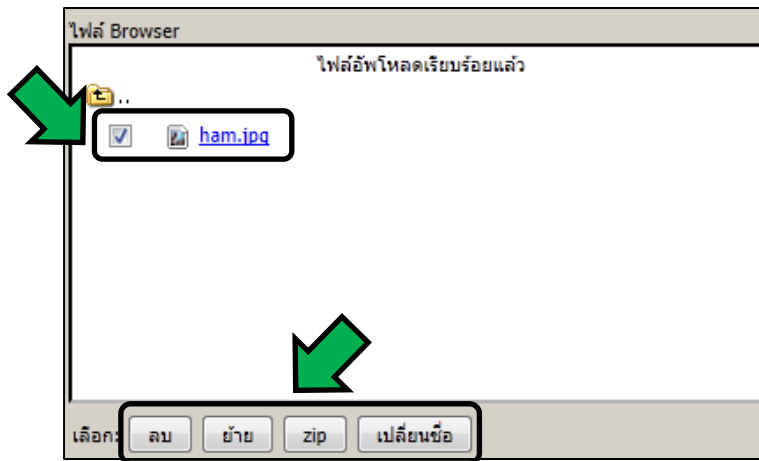 ไฟล์ Browser
ไฟล์อัพโหลดเรียบร้อยแล้ว
..
ham.jpg
เลือก: ลบ ย้าย zip เปลี่ยนชื่อ